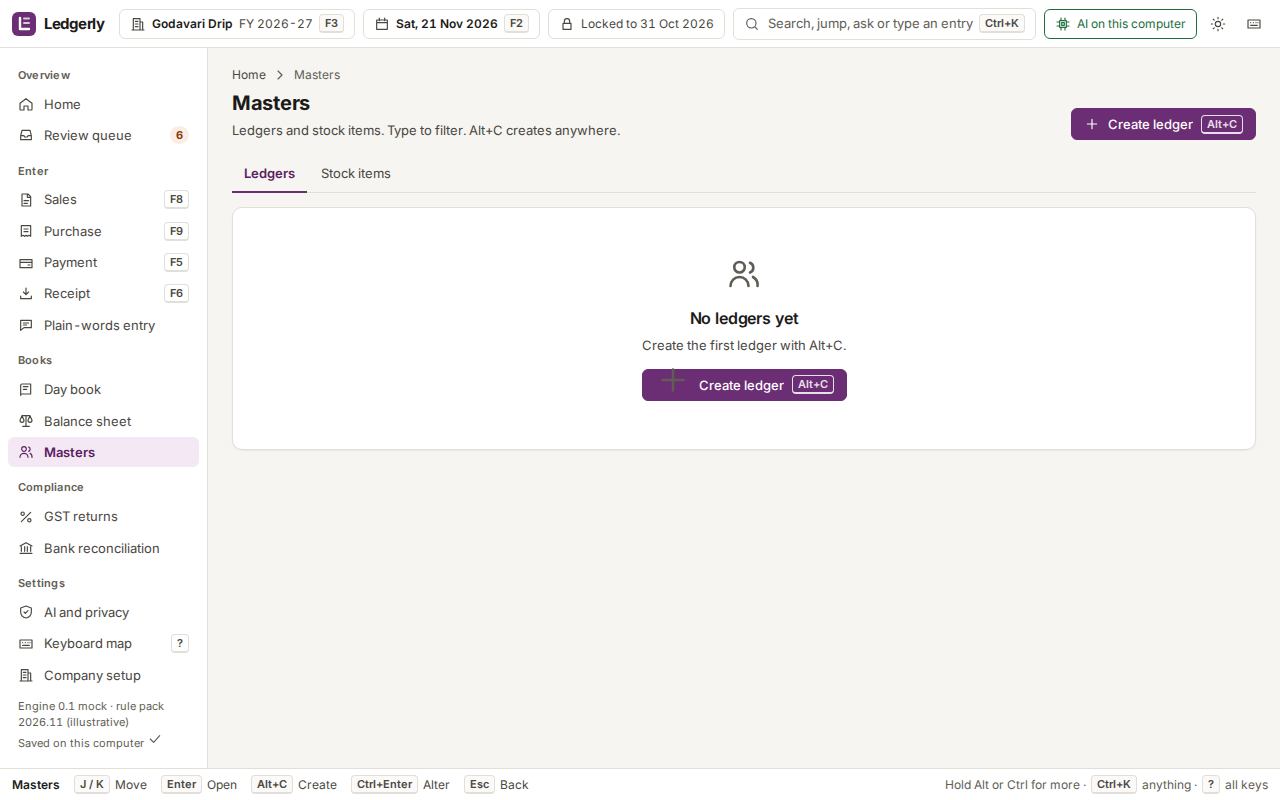 Ledgerly
Godavari Drip FY 2026-27 F3
Sat, 21 Nov 2026 F2
Locked to 31 Oct 2026
Search, jump, ask or type an entry Ctrl+K
AI on this computer
Overview
Home
Review queue 6
Enter
Sales F8
Purchase F9
Payment F5
Receipt F6
Plain-words entry
Books
Day book
Balance sheet
Masters
Compliance
GST returns
Bank reconciliation
Settings
AI and privacy
Keyboard map ?
Company setup
Engine 0.1 mock · rule pack
2026.11 (illustrative)
Saved on this computer
Home > Masters
Masters
Ledgers and stock items. Type to filter. Alt+C creates anywhere.
Create ledger Alt+C
Ledgers Stock items
No ledgers yet
Create the first ledger with Alt+C.
Create ledger Alt+C
Masters J / K Move Enter Open Alt+C Create Ctrl+Enter Alter Esc Back
Hold Alt or Ctrl for more · Ctrl+K anything · ? all keys